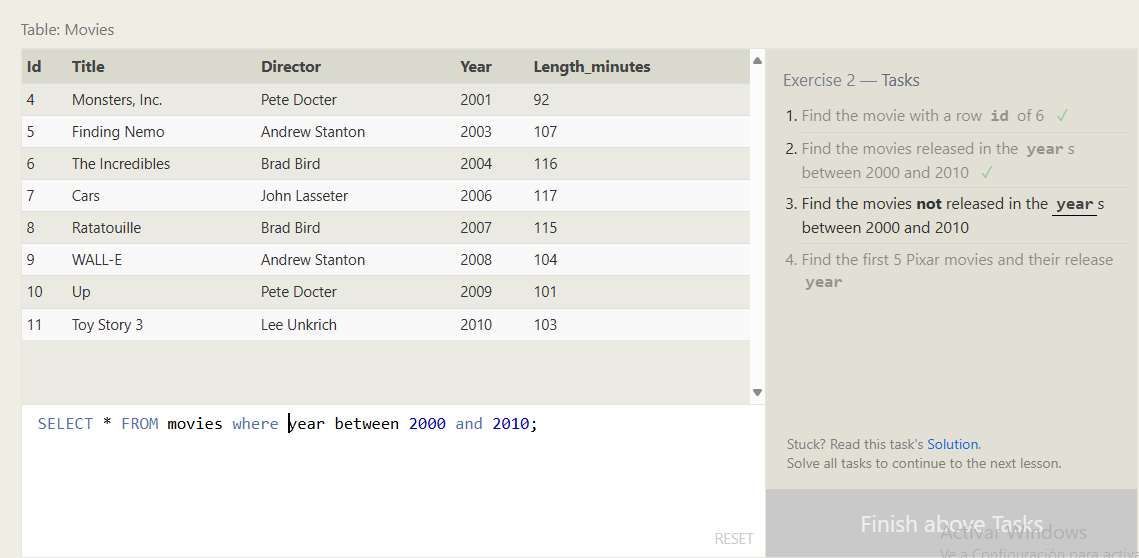 Table: Movies
Id Title Director Year Length_minutes
4 Monsters, Inc. Pete Docter 2001 92
5 Finding Nemo Andrew Stanton 2003 107
6 The Incredibles Brad Bird 2004 116
7 Cars John Lasseter 2006 117
8 Ratatouille Brad Bird 2007 115
9 WALL-E Andrew Stanton 2008 104
10 Up Pete Docter 2009 101
11 Toy Story 3 Lee Unkrich 2010 103
SELECT * FROM movies where year between 2000 and 2010;
RESET
Exercise 2 — Tasks
1. Find the movie with a row id of 6 ✓
2. Find the movies released in the year s
between 2000 and 2010 ✓
3. Find the movies not released in the year s
between 2000 and 2010
4. Find the first 5 Pixar movies and their release
year
Stuck? Read this task's Solution.
Solve all tasks to continue to the next lesson.
Finish above Tasks
Activar Windows
Ve a Configuración para activa